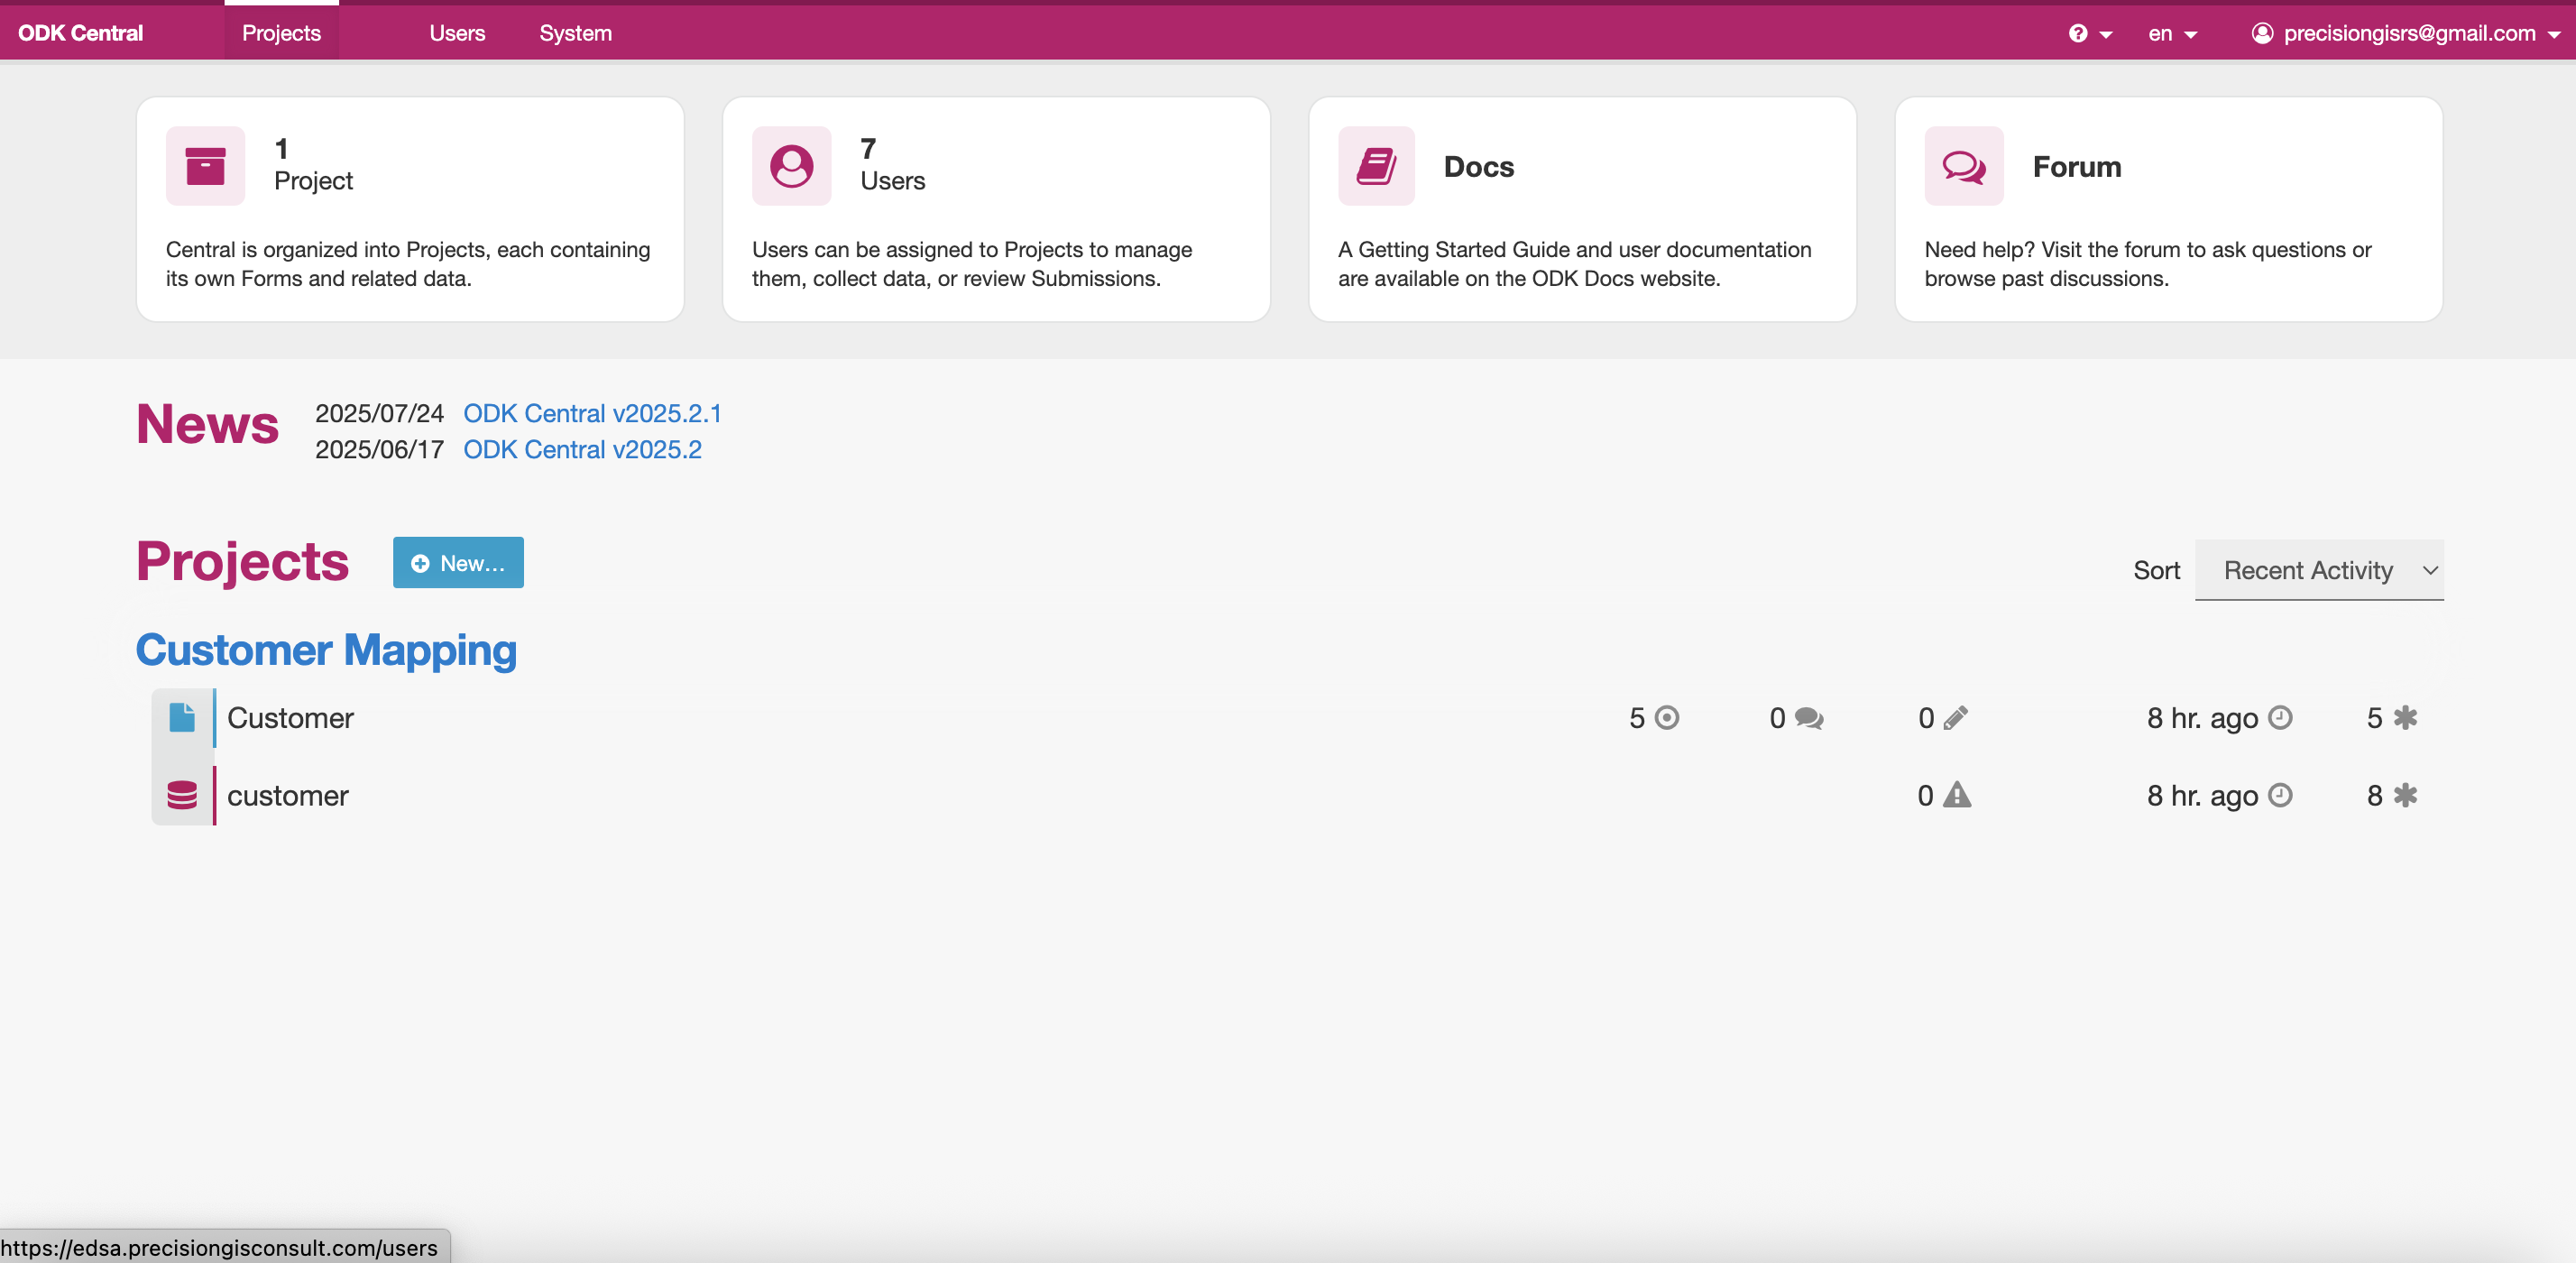 ODK Central Projects Users System en precisiongisrs@gmail.com
1
Project
Central is organized into Projects, each containing
its own Forms and related data.
7
Users
Users can be assigned to Projects to manage
them, collect data, or review Submissions.
Docs
A Getting Started Guide and user documentation
are available on the ODK Docs website.
Forum
Need help? Visit the forum to ask questions or
browse past discussions.
News
2025/07/24 ODK Central v2025.2.1
2025/06/17 ODK Central v2025.2
Projects New… Sort Recent Activity
Customer Mapping
Customer 5 0 0 8 hr. ago 5
customer 0 8 hr. ago 8
https://edsa.precisiongisconsult.com/users